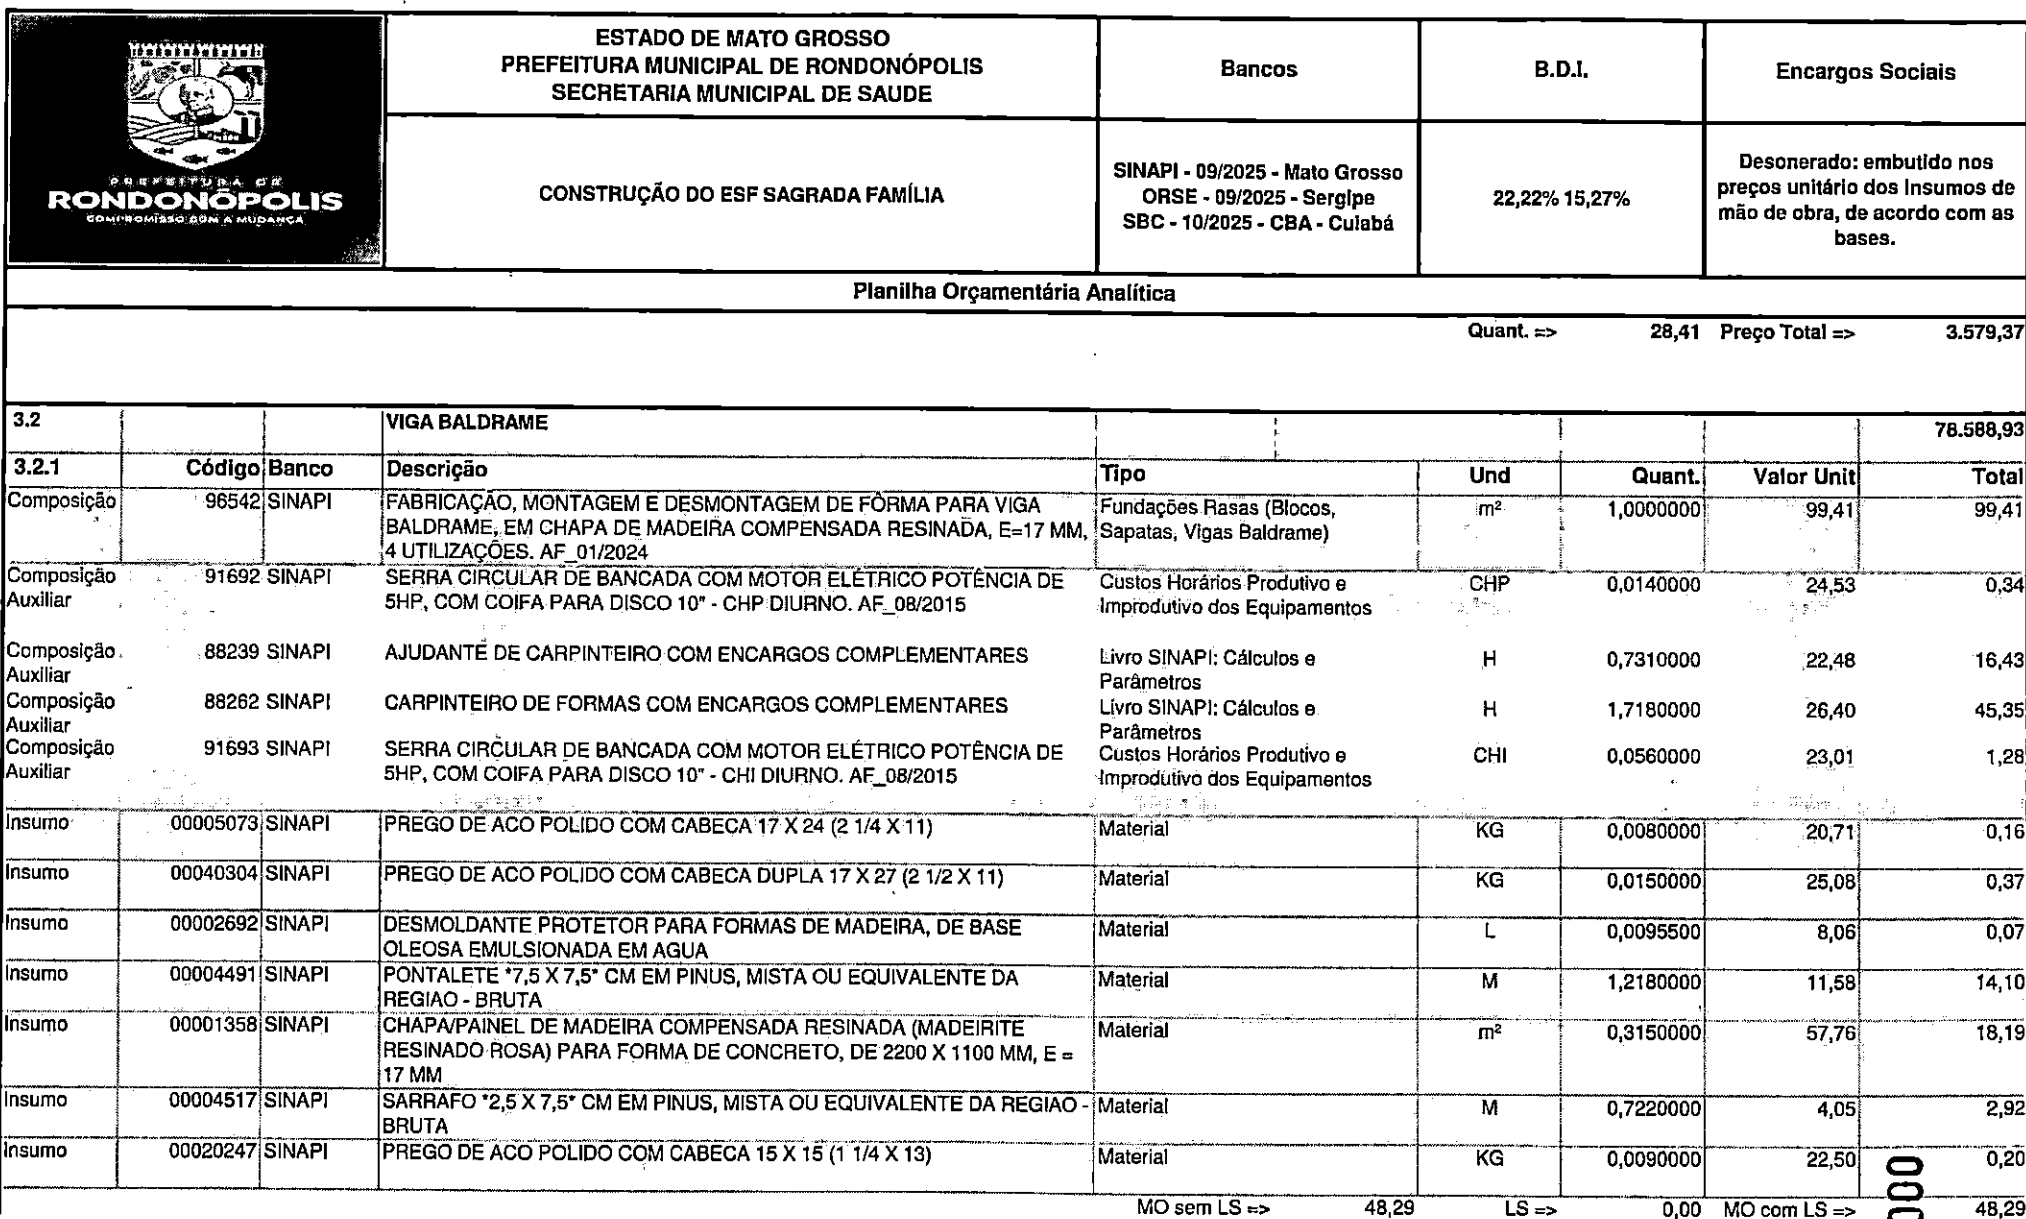 PREFEITURA DE
RONDONÓPOLIS
COMPROMISSO COM A MUDANÇA
ESTADO DE MATO GROSSO
PREFEITURA MUNICIPAL DE RONDONÓPOLIS
SECRETARIA MUNICIPAL DE SAUDE
Bancos B.D.I. Encargos Sociais
CONSTRUÇÃO DO ESF SAGRADA FAMÍLIA
SINAPI - 09/2025 - Mato Grosso
ORSE - 09/2025 - Sergipe
SBC - 10/2025 - CBA - Cuiabá
22,22% 15,27%
Desonerado: embutido nos
preços unitário dos insumos de
mão de obra, de acordo com as
bases.
Planilha Orçamentária Analítica
Quant. => 28,41 Preço Total => 3.579,37
3.2 VIGA BALDRAME 78.588,93
3.2.1 Código Banco Descrição Tipo Und Quant. Valor Unit Total
Composição 96542 SINAPI FABRICAÇÃO, MONTAGEM E DESMONTAGEM DE FÔRMA PARA VIGA Fundações Rasas (Blocos, m² 1,0000000 99,41 99,41
BALDRAME, EM CHAPA DE MADEIRA COMPENSADA RESINADA, E=17 MM, Sapatas, Vigas Baldrame)
4 UTILIZAÇÕES. AF_01/2024
Composição 91692 SINAPI SERRA CIRCULAR DE BANCADA COM MOTOR ELÉTRICO POTÊNCIA DE Custos Horários Produtivo e CHP 0,0140000 24,53 0,34
Auxiliar 5HP, COM COIFA PARA DISCO 10" - CHP DIURNO. AF_08/2015 Improdutivo dos Equipamentos
Composição 88239 SINAPI AJUDANTE DE CARPINTEIRO COM ENCARGOS COMPLEMENTARES Livro SINAPI: Cálculos e H 0,7310000 22,48 16,43
Auxiliar Parâmetros
Composição 88262 SINAPI CARPINTEIRO DE FORMAS COM ENCARGOS COMPLEMENTARES Livro SINAPI: Cálculos e H 1,7180000 26,40 45,35
Auxiliar Parâmetros
Composição 91693 SINAPI SERRA CIRCULAR DE BANCADA COM MOTOR ELÉTRICO POTÊNCIA DE Custos Horários Produtivo e CHI 0,0560000 23,01 1,28
Auxiliar 5HP, COM COIFA PARA DISCO 10" - CHI DIURNO. AF_08/2015 Improdutivo dos Equipamentos
Insumo 00005073 SINAPI PREGO DE ACO POLIDO COM CABECA 17 X 24 (2 1/4 X 11) Material KG 0,0080000 20,71 0,16
Insumo 00040304 SINAPI PREGO DE ACO POLIDO COM CABECA DUPLA 17 X 27 (2 1/2 X 11) Material KG 0,0150000 25,08 0,37
Insumo 00002692 SINAPI DESMOLDANTE PROTETOR PARA FORMAS DE MADEIRA, DE BASE Material L 0,0095500 8,06 0,07
OLEOSA EMULSIONADA EM AGUA
Insumo 00004491 SINAPI PONTALETE *7,5 X 7,5* CM EM PINUS, MISTA OU EQUIVALENTE DA Material M 1,2180000 11,58 14,10
REGIAO - BRUTA
Insumo 00001358 SINAPI CHAPA/PAINEL DE MADEIRA COMPENSADA RESINADA (MADEIRITE Material m² 0,3150000 57,76 18,19
RESINADO ROSA) PARA FORMA DE CONCRETO, DE 2200 X 1100 MM, E =
17 MM
Insumo 00004517 SINAPI SARRAFO *2,5 X 7,5* CM EM PINUS, MISTA OU EQUIVALENTE DA REGIAO - Material M 0,7220000 4,05 2,92
BRUTA
Insumo 00020247 SINAPI PREGO DE ACO POLIDO COM CABECA 15 X 15 (1 1/4 X 13) Material KG 0,0090000 22,50 0,20
MO sem LS => 48,29 LS => 0,00 MO com LS => 48,29